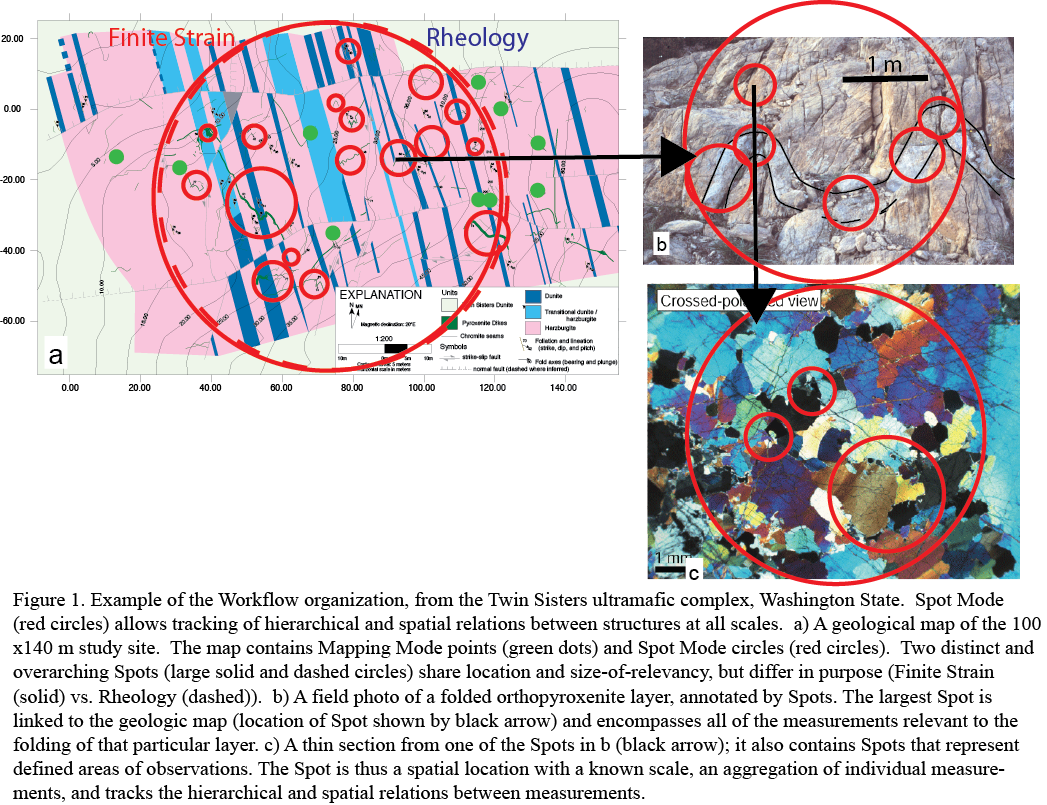 Finite Strain
Rheology
20.00
0.00
-20.00
-40.00
-60.00
0.00
20.00
40.00
60.00
80.00
100.00
120.00
140.00
a
EXPLANATION
N MN
Magnetic declination: 20°E
1:200
10m
0m
5m
10m
Units
Sisters Dunite
Pyroxenite Dikes
Chromite seams
Symbols
strike-slip fault
normal fault (dashed where inferred)
Dunite
Transitional dunite /
harzburgite
Harzburgite
Foliation and lineation
(strike, dip, and pitch)
Fold axes (bearing and plunge)
1 m
b
Crossed-pol view
1 mm
c
Figure 1. Example of the Workflow organization, from the Twin Sisters ultramafic complex, Washington State.  Spot Mode
(red circles) allows tracking of hierarchical and spatial relations between structures at all scales.  a) A geological map of the 100
x140 m study site.  The map contains Mapping Mode points (green dots) and Spot Mode circles (red circles).  Two distinct and
overarching Spots (large solid and dashed circles) share location and size-of-relevancy, but differ in purpose (Finite Strain
(solid) vs. Rheology (dashed)).  b) A field photo of a folded orthopyroxenite layer, annotated by Spots. The largest Spot is
linked to the geologic map (location of Spot shown by black arrow) and encompasses all of the measurements relevant to the
folding of that particular layer. c) A thin section from one of the Spots in b (black arrow); it also contains Spots that represent
defined areas of observations. The Spot is thus a spatial location with a known scale, an aggregation of individual measure-
ments, and tracks the hierarchical and spatial relations between measurements.